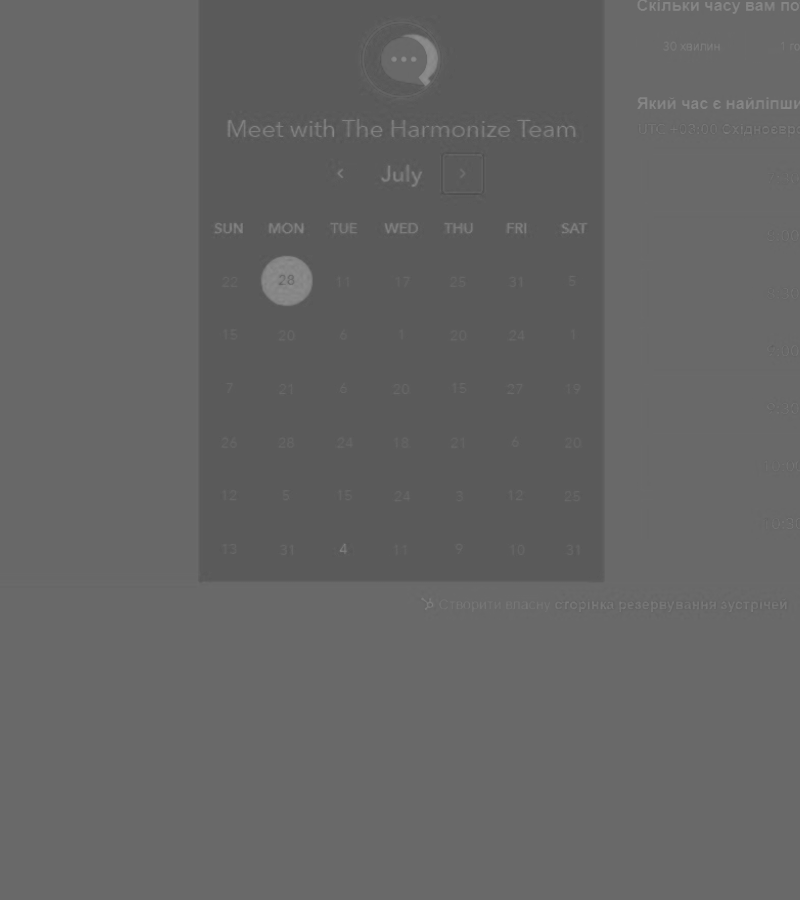 Meet with The Harmonize Team
July
SUN MON TUE WED THU FRI SAT
22 28 11 17 25 31 5
15 20 6 1 20 24 1
7 21 6 20 15 27 19
26 28 24 18 21 6 20
12 5 15 24 3 12 25
13 31 4 11 9 10 31
Скільки часу вам по
30 хвилин 1 го
Який час є найліпши
UTC +02:00 Східноєвро
Створити власну сторінка резервування зустрічей